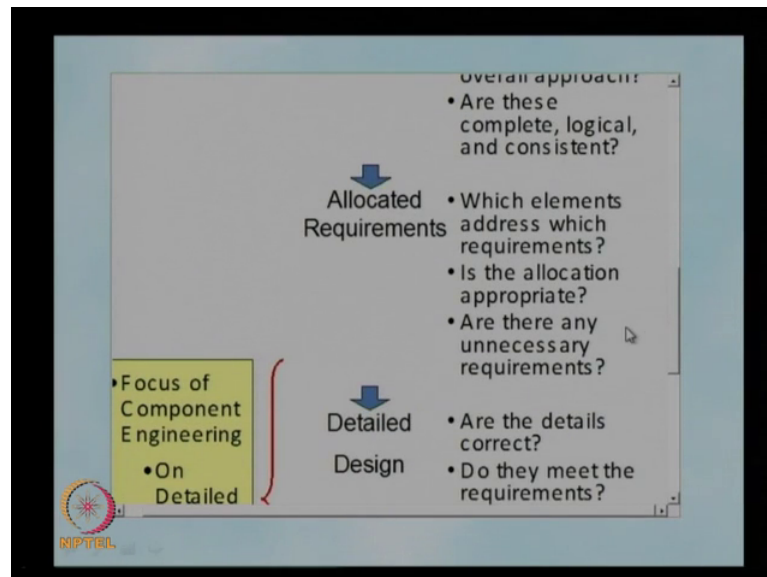 overall approach?
• Are these
complete, logical,
and consistent?
Allocated
Requirements
• Which elements
address which
requirements?
• Is the allocation
appropriate?
• Are there any
unnecessary
requirements?
• Focus of
Component
Engineering
• On
Detailed
Detailed
Design
• Are the details
correct?
• Do they meet the
requirements?
NPTEL